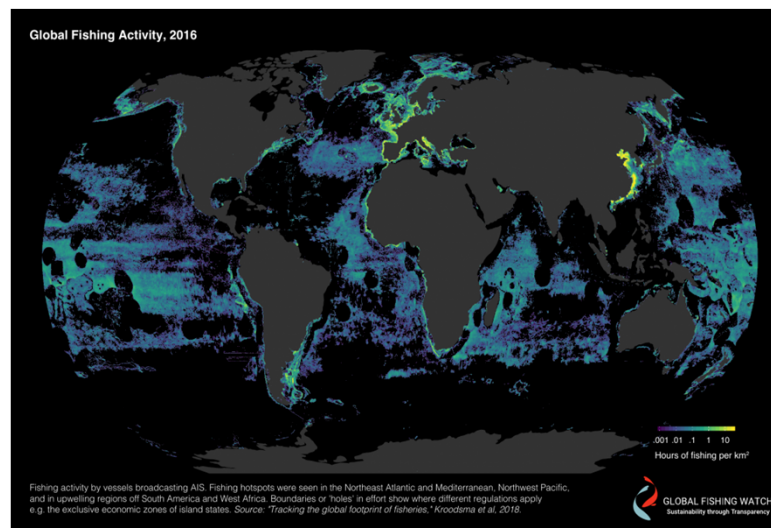 Global Fishing Activity, 2016
.001 .01 .1 1 10
Hours of fishing per km²
Fishing activity by vessels broadcasting AIS. Fishing hotspots were seen in the Northeast Atlantic and Mediterranean, Northwest Pacific,
and in upwelling regions off South America and West Africa. Boundaries or 'holes' in effort show where different regulations apply
e.g. the exclusive economic zones of island states. Source: "Tracking the global footprint of fisheries," Kroodsma et al, 2018.
GLOBAL FISHING WATCH
Sustainability through Transparency